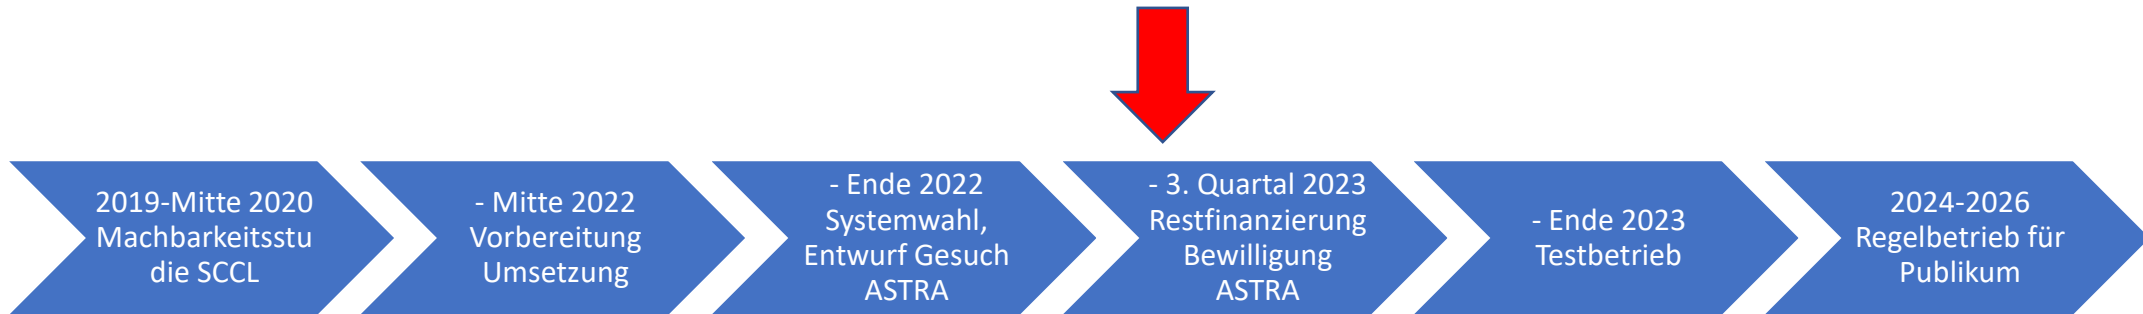 2019-Mitte 2020
Machbarkeitsstu
die SCCL
- Mitte 2022
Vorbereitung
Umsetzung
- Ende 2022
Systemwahl,
Entwurf Gesuch
ASTRA
- 3. Quartal 2023
Restfinanzierung
Bewilligung
ASTRA
- Ende 2023
Testbetrieb
2024-2026
Regelbetrieb für
Publikum